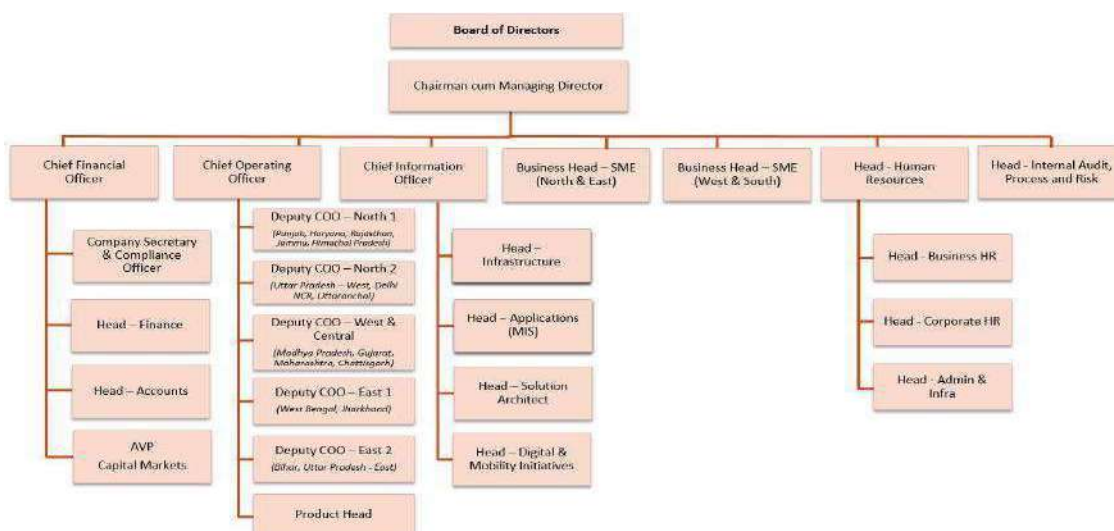 Board of Directors
Chairman cum Managing Director
Chief Financial
Officer
Chief Operating
Officer
Chief Information
Officer
Business Head – SME
(North & East)
Business Head – SME
(West & South)
Head - Human
Resources
Head - Internal Audit,
Process and Risk
Company Secretary
& Compliance
Officer
Head – Finance
Head – Accounts
AVP
Capital Markets
Deputy COO – North 1
(Punjab, Haryana, Rajasthan,
Jammu, Himachal Pradesh)
Deputy COO – North 2
(Uttar Pradesh – West, Delhi
NCR, Uttaranchal)
Deputy COO – West &
Central
(Madhya Pradesh, Gujarat,
Maharashtra, Chattisgarh)
Deputy COO – East 1
(West Bengal, Jharkhand)
Deputy COO – East 2
(Bihar, Uttar Pradesh - East)
Product Head
Head –
Infrastructure
Head – Applications
(MIS)
Head – Solution
Architect
Head – Digital &
Mobility Initiatives
Head - Business HR
Head - Corporate HR
Head - Admin &
Infra